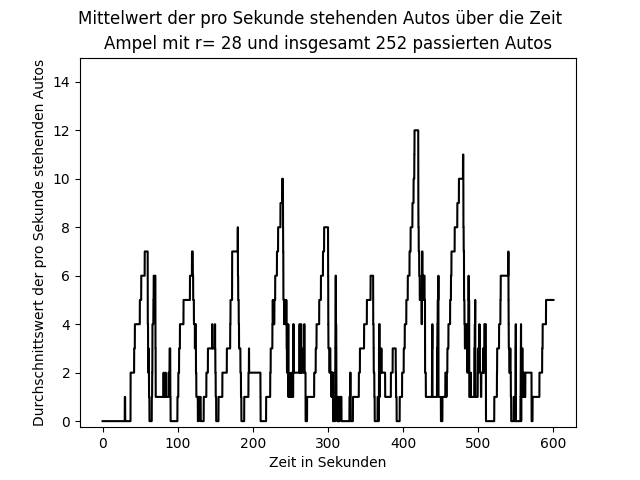 Mittelwert der pro Sekunde stehenden Autos über die Zeit
Ampel mit r= 28 und insgesamt 252 passierten Autos
Durchschnittswert der pro Sekunde stehenden Autos
14
12
10
8
6
4
2
0
0 100 200 300 400 500 600
Zeit in Sekunden